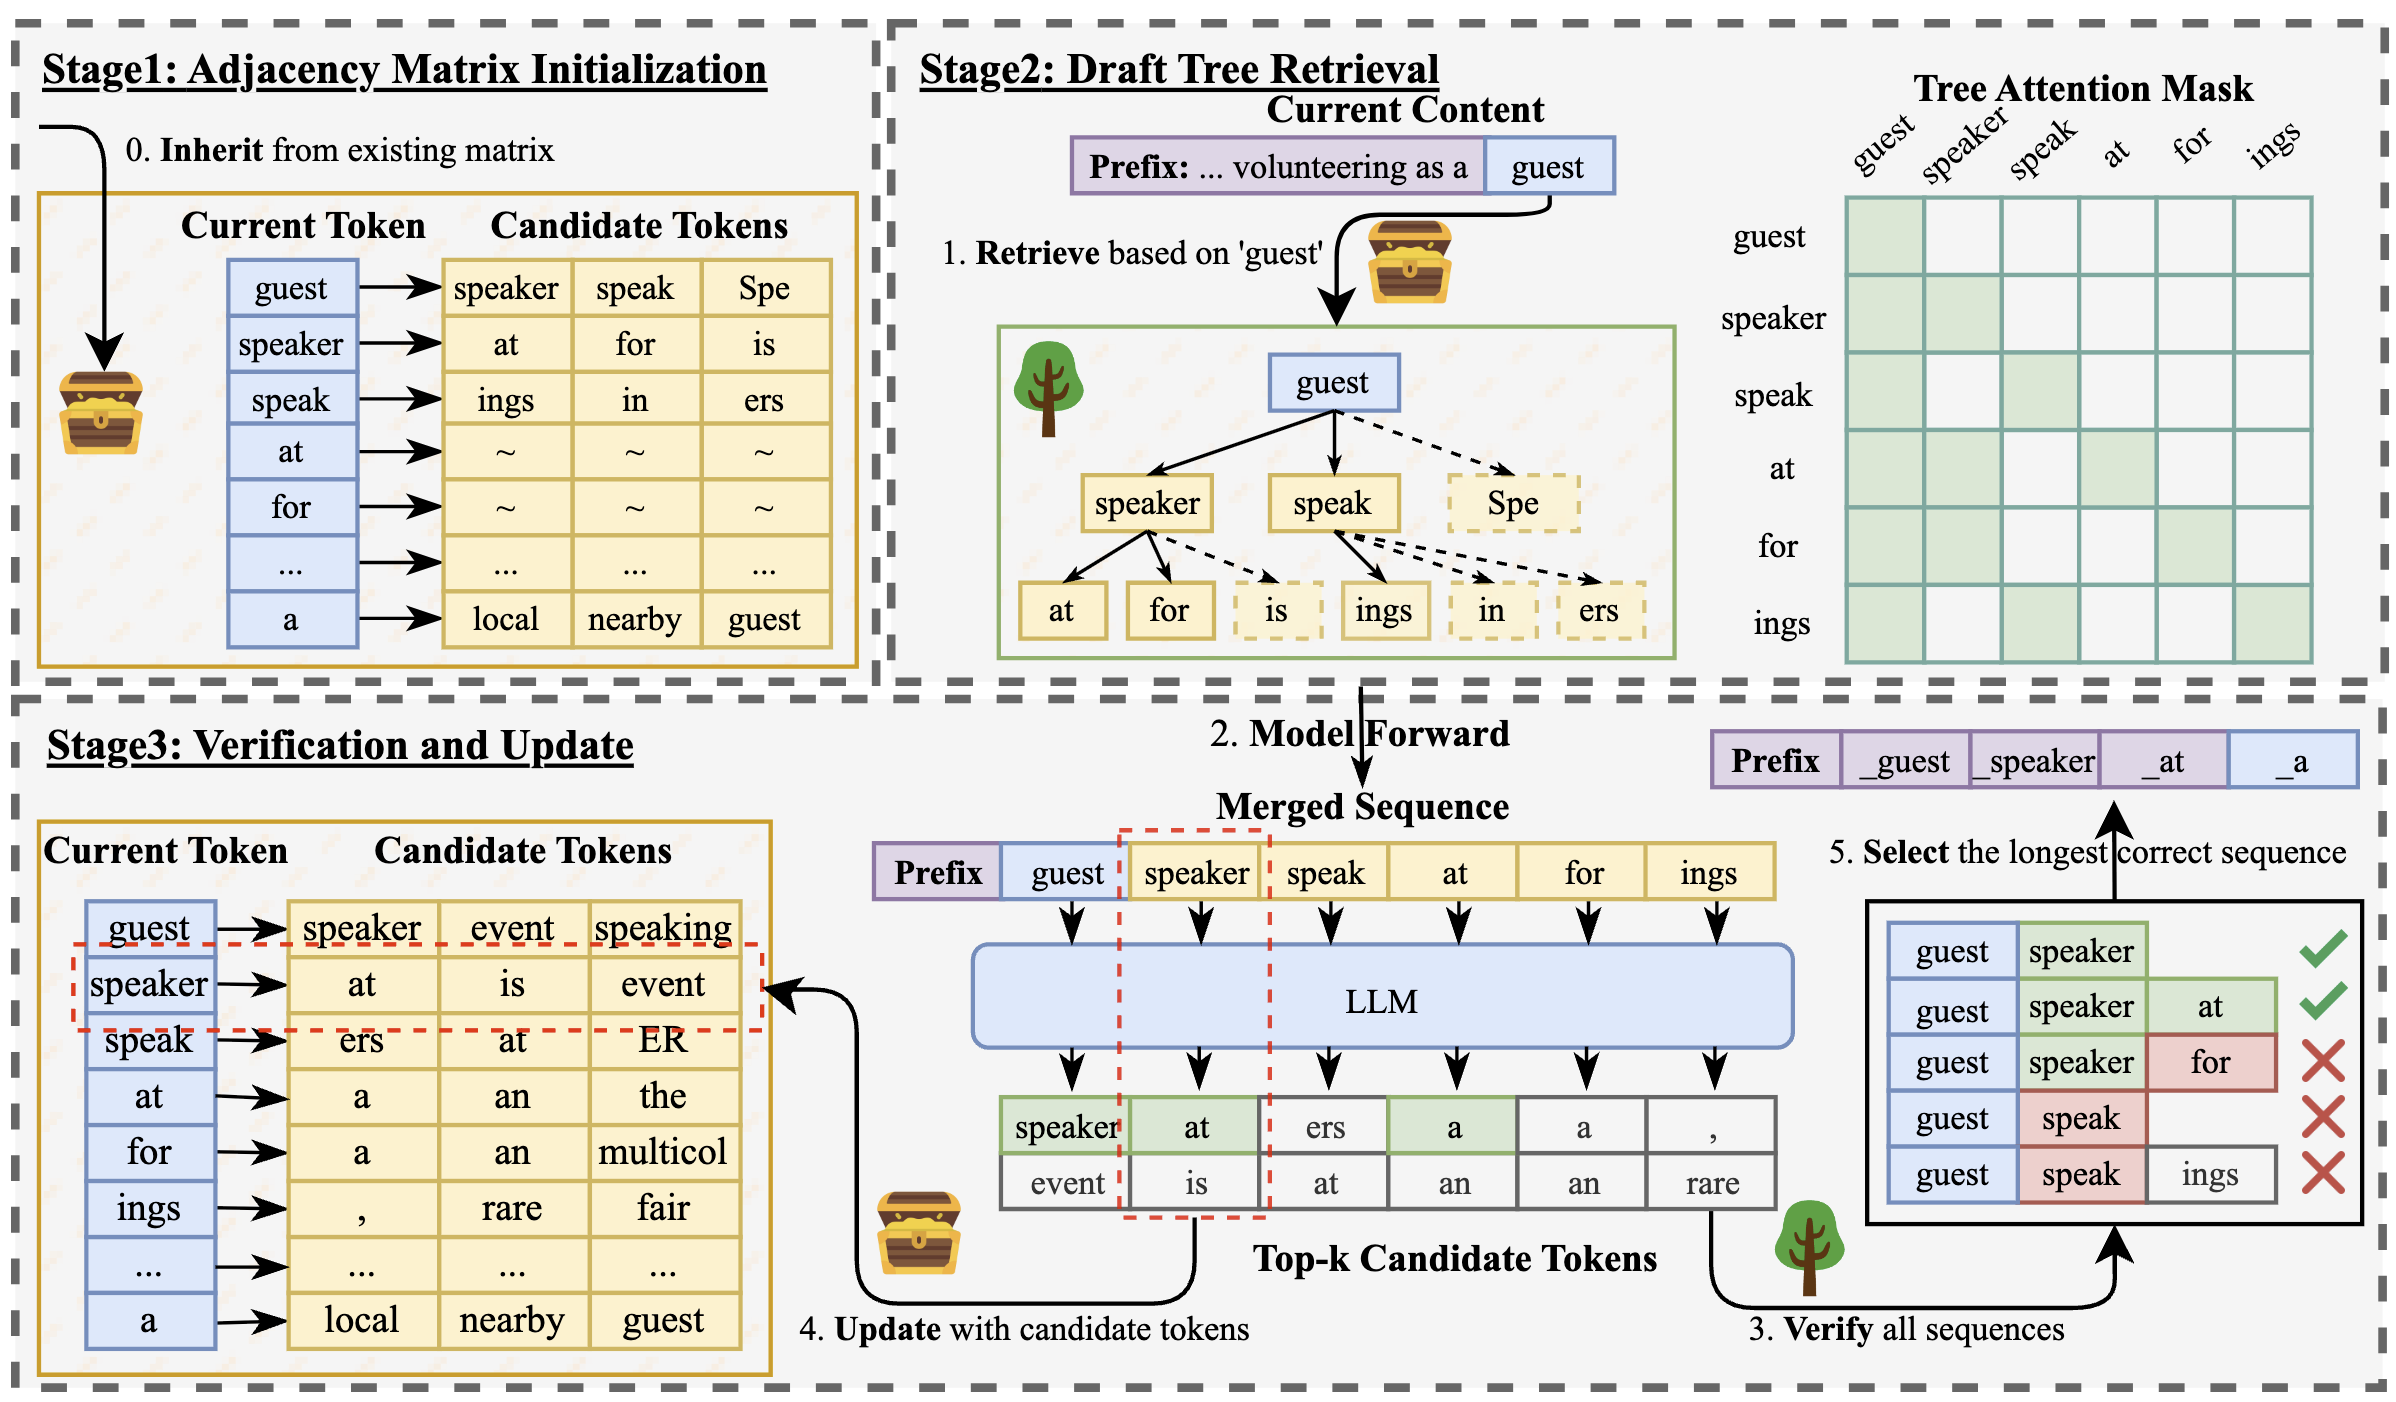 Stage1: Adjacency Matrix Initialization
0. Inherit from existing matrix
Current Token Candidate Tokens
guest speaker speak Spe
speaker at for is
speak ings in ers
at ~ ~ ~
for ~ ~ ~
... ... ... ...
a local nearby guest
Stage2: Draft Tree Retrieval
Current Content
Prefix: ... volunteering as a guest
1. Retrieve based on 'guest'
guest
speaker speak Spe
at for is ings in ers
Tree Attention Mask
guest speaker speak at for ings
guest
speaker
speak
at
for
ings
Stage3: Verification and Update
2. Model Forward
Merged Sequence
Prefix guest speaker speak at for ings
LLM
speaker at ers a a ,
event is at an an rare
Top-k Candidate Tokens
Current Token Candidate Tokens
guest speaker event speaking
speaker at is event
speak ers at ER
at a an the
for a an multicol
ings , rare fair
... ... ... ...
a local nearby guest
4. Update with candidate tokens
3. Verify all sequences
guest speaker
guest speaker at
guest speaker for
guest speak
guest speak ings
5. Select the longest correct sequence
Prefix _guest _speaker _at _a